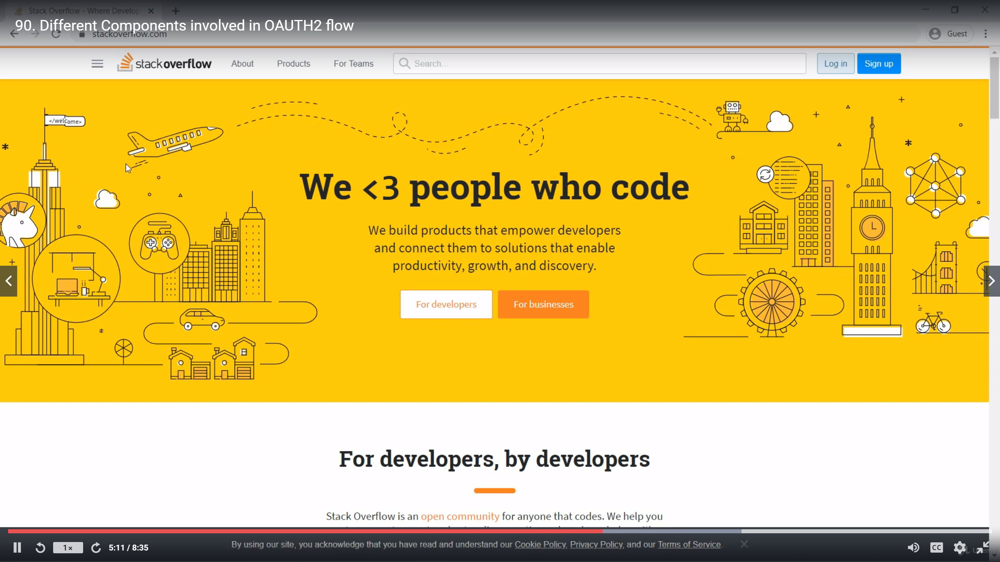 Stack Overflow - Where Develop
90. Different Components involved in OAUTH2 flow
stackoverflow.com
Guest
stackoverflow
About
Products
For Teams
Search...
Log in
Sign up
</welcome>
We <3 people who code
We build products that empower developers
and connect them to solutions that enable
productivity, growth, and discovery.
For developers
For businesses
For developers, by developers
Stack Overflow is an open community for anyone that codes. We help you
By using our site, you acknowledge that you have read and understand our Cookie Policy, Privacy Policy, and our Terms of Service.
1×
5:11 / 8:35
CC